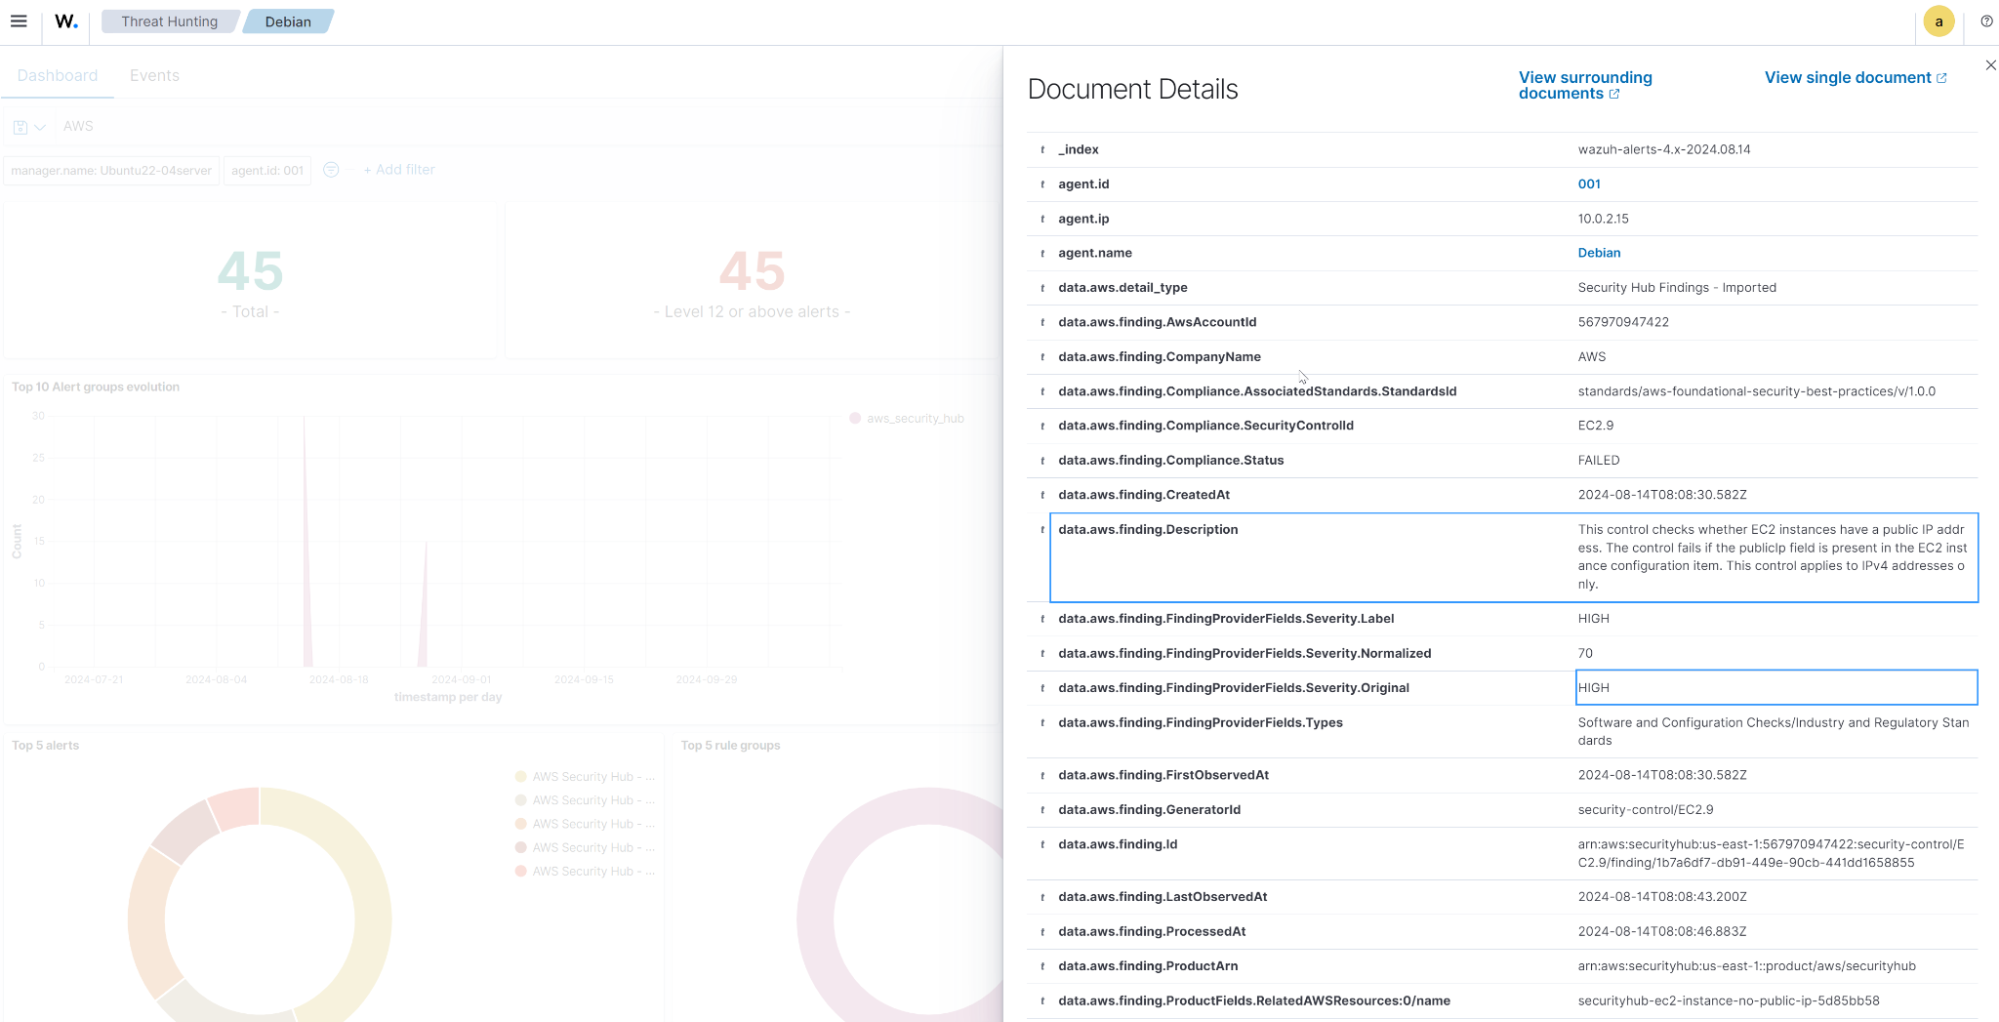 W.
Threat Hunting
Debian
a
Dashboard
Events
AWS
manager.name: Ubuntu22-04server
agent.id: 001
+ Add filter
45
- Total -
45
- Level 12 or above alerts -
Top 10 Alert groups evolution
30
25
20
15
10
5
0
Count
2024-07-21
2024-08-04
2024-08-18
2024-09-01
2024-09-15
2024-09-29
timestamp per day
aws_security_hub
Top 5 alerts
AWS Security Hub - ...
AWS Security Hub - ...
AWS Security Hub - ...
AWS Security Hub - ...
AWS Security Hub - ...
Top 5 rule groups
Document Details
View surrounding
documents
View single document
t _index wazuh-alerts-4.x-2024.08.14
t agent.id 001
t agent.ip 10.0.2.15
t agent.name Debian
t data.aws.detail_type Security Hub Findings - Imported
t data.aws.finding.AwsAccountId 567970947422
t data.aws.finding.CompanyName AWS
t data.aws.finding.Compliance.AssociatedStandards.StandardsId standards/aws-foundational-security-best-practices/v/1.0.0
t data.aws.finding.Compliance.SecurityControlId EC2.9
t data.aws.finding.Compliance.Status FAILED
t data.aws.finding.CreatedAt 2024-08-14T08:08:30.582Z
t data.aws.finding.Description This control checks whether EC2 instances have a public IP addr
ess. The control fails if the publicIp field is present in the EC2 inst
ance configuration item. This control applies to IPv4 addresses o
nly.
t data.aws.finding.FindingProviderFields.Severity.Label HIGH
t data.aws.finding.FindingProviderFields.Severity.Normalized 70
t data.aws.finding.FindingProviderFields.Severity.Original HIGH
t data.aws.finding.FindingProviderFields.Types Software and Configuration Checks/Industry and Regulatory Stan
dards
t data.aws.finding.FirstObservedAt 2024-08-14T08:08:30.582Z
t data.aws.finding.GeneratorId security-control/EC2.9
t data.aws.finding.Id arn:aws:securityhub:us-east-1:567970947422:security-control/E
C2.9/finding/1b7a6df7-db91-449e-90cb-441dd1658855
t data.aws.finding.LastObservedAt 2024-08-14T08:08:43.200Z
t data.aws.finding.ProcessedAt 2024-08-14T08:08:46.883Z
t data.aws.finding.ProductArn arn:aws:securityhub:us-east-1::product/aws/securityhub
t data.aws.finding.ProductFields.RelatedAWSResources:0/name securityhub-ec2-instance-no-public-ip-5d85bb58